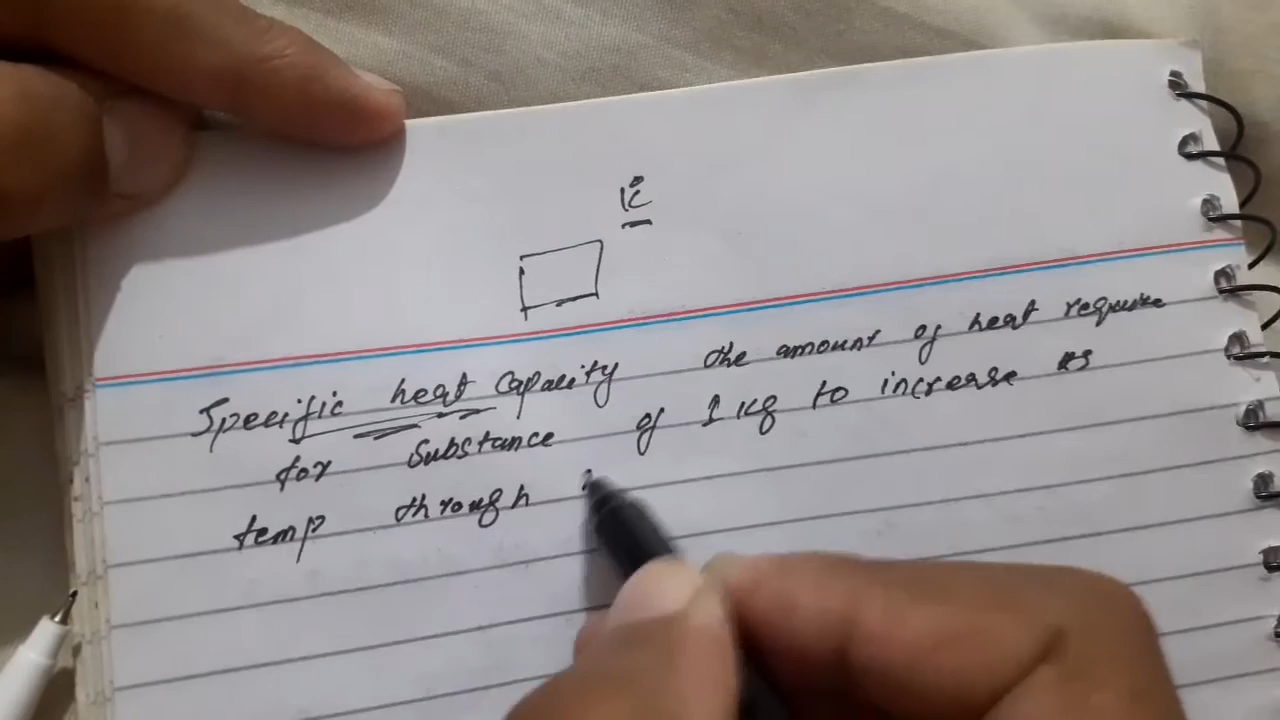 Specific heat capacity the amount of heat require
for substance of 1 kg to increase its
temp through